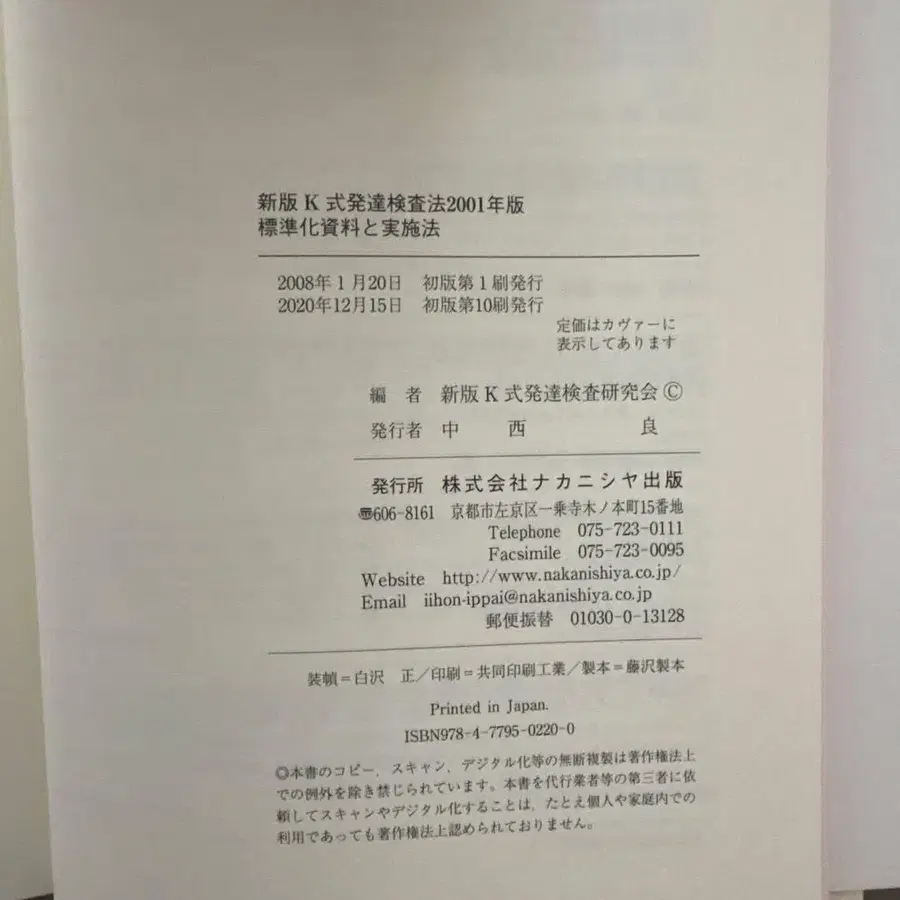 新版 K 式発達検査法2001年版
標準化資料と実施法
2008年 1 月20日　初版第 1 刷発行
2020年12月15日　初版第10刷発行
定価はカヴァーに
表示してあります
編　者　新版 K 式発達検査研究会 ©
発行者　中　西　　　良
発行所　株式会社ナカニシヤ出版
〠606-8161　京都市左京区一乗寺木ノ本町15番地
Telephone　075-723-0111
Facsimile　075-723-0095
Website　http://www.nakanishiya.co.jp/
Email　iihon-ippai@nakanishiya.co.jp
郵便振替　01030-0-13128
装幀＝白沢　正／印刷＝共同印刷工業／製本＝藤沢製本
Printed in Japan.
ISBN978-4-7795-0220-0
◎本書のコピー、スキャン、デジタル化等の無断複製は著作権法上
での例外を除き禁じられています。本書を代行業者等の第三者に依
頼してスキャンやデジタル化することは、たとえ個人や家庭内での
利用であっても著作権法上認められておりません。